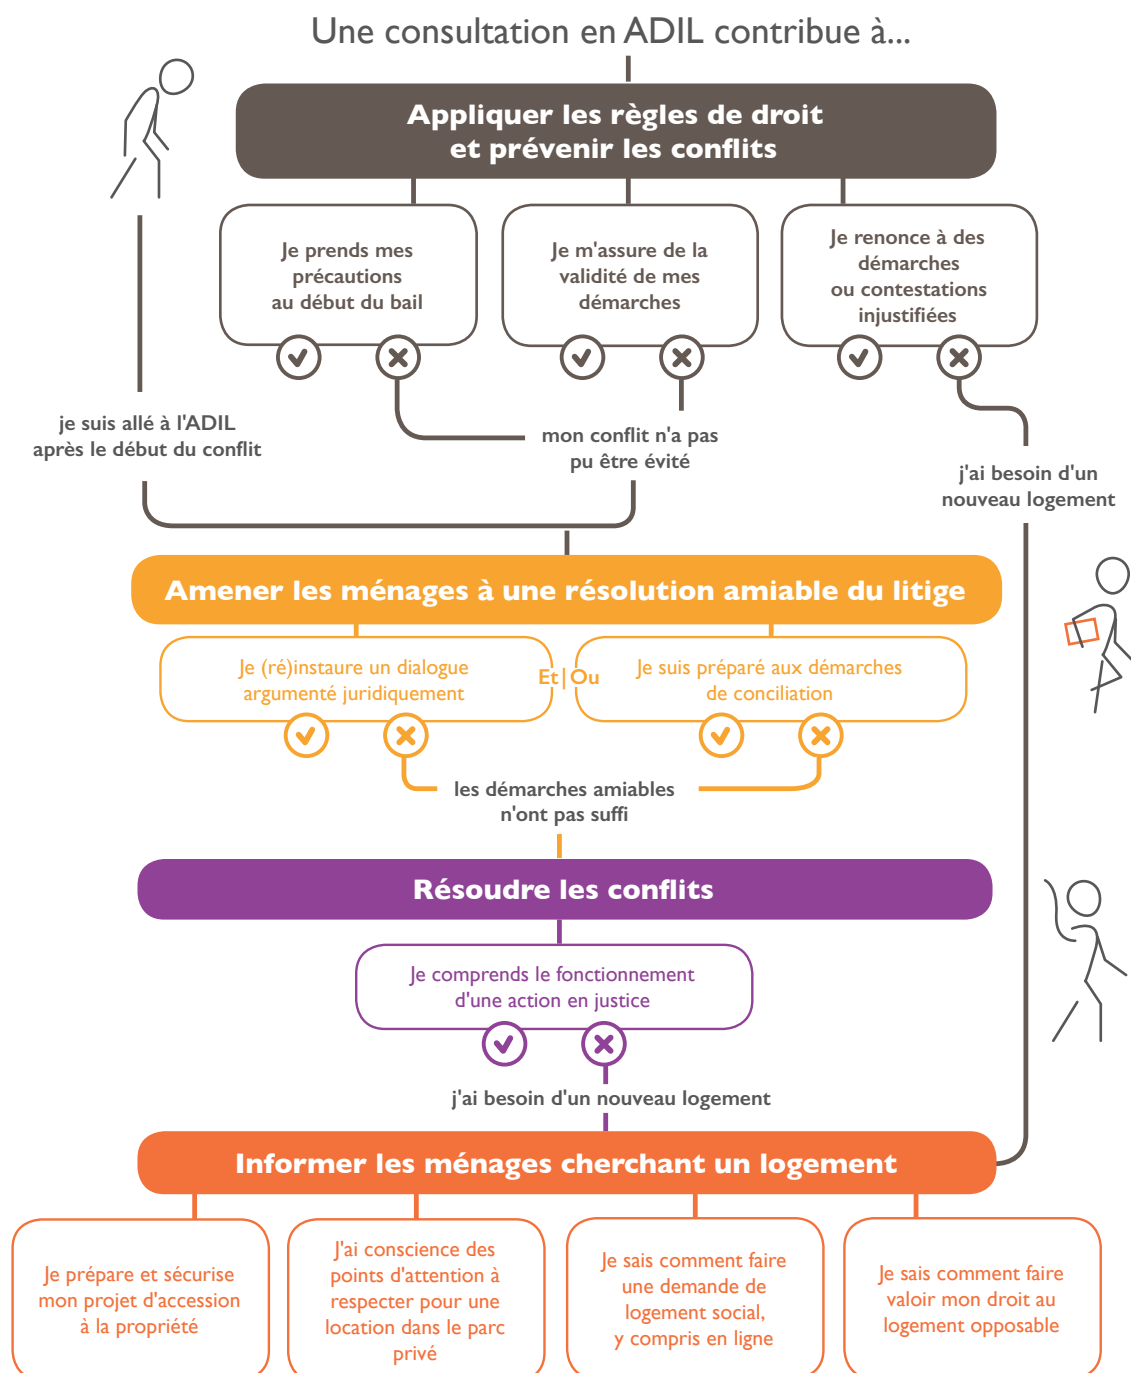 Une consultation en ADIL contribue à...
Appliquer les règles de droit
et prévenir les conflits
Je prends mes
précautions
au début du bail
Je m'assure de la
validité de mes
démarches
Je renonce à des
démarches
ou contestations
injustifiées
je suis allé à l'ADIL
après le début du conflit
mon conflit n'a pas
pu être évité
j'ai besoin d'un
nouveau logement
Amener les ménages à une résolution amiable du litige
Je (ré)instaure un dialogue
argumenté juridiquement
Et|Ou
Je suis préparé aux démarches
de conciliation
les démarches amiables
n'ont pas suffi
Résoudre les conflits
Je comprends le fonctionnement
d'une action en justice
j'ai besoin d'un nouveau logement
Informer les ménages cherchant un logement
Je prépare et sécurise
mon projet d'accession
à la propriété
J'ai conscience des
points d'attention à
respecter pour une
location dans le parc
privé
Je sais comment faire
une demande de
logement social,
y compris en ligne
Je sais comment faire
valoir mon droit au
logement opposable